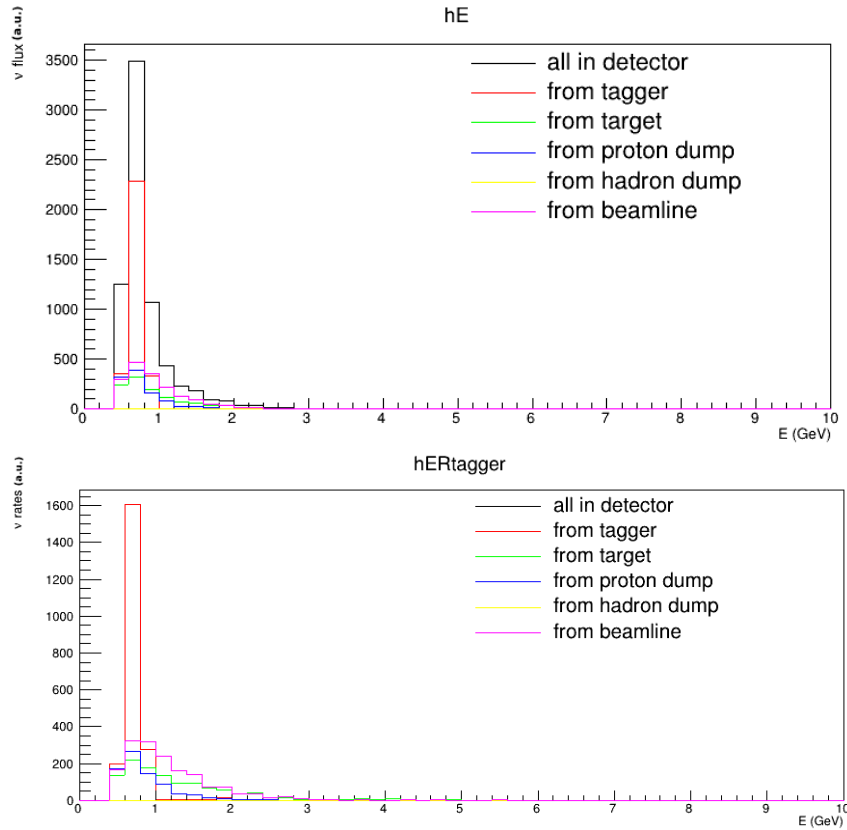 hE
ν flux (a.u.)
3500
3000
2500
2000
1500
1000
500
0
all in detector
from tagger
from target
from proton dump
from hadron dump
from beamline
0 1 2 3 4 5 6 7 8 9 10
E (GeV)
hERtagger
ν rates (a.u.)
1600
1400
1200
1000
800
600
400
200
0
all in detector
from tagger
from target
from proton dump
from hadron dump
from beamline
0 1 2 3 4 5 6 7 8 9 10
E (GeV)